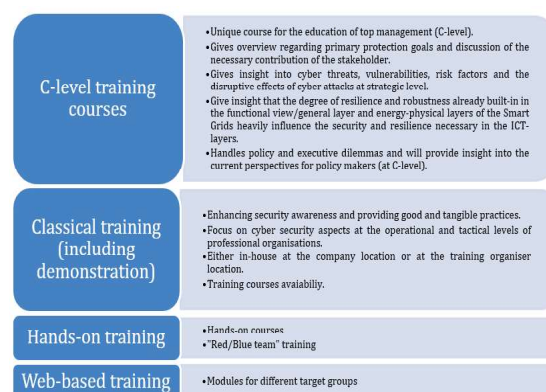 C-level training
courses
•Unique course for the education of top management (C-level).
•Gives overview regarding primary protection goals and discussion of the
necessary contribution of the stakeholder.
•Gives insight into cyber threats, vulnerabilities, risk factors and the
disruptive effects of cyber attacks at strategic level.
•Give insight that the degree of resilience and robustness already built-in in
the functional view/general layer and energy-physical layers of the Smart
Grids heavily influence the security and resilience necessary in the ICT-
layers.
•Handles policy and executive dilemmas and will provide insight into the
current perspectives for policy makers (at C-level).
Classical training
(including
demonstration)
•Enhancing security awareness and providing good and tangible practices.
•Focus on cyber security aspects at the operational and tactical levels of
professional organisations.
•Either in-house at the company location or at the training organiser
location.
•Training courses avaiabiliy.
Hands-on training
•Hands-on courses
•"Red/Blue team" training
Web-based training
•Modules for different target groups